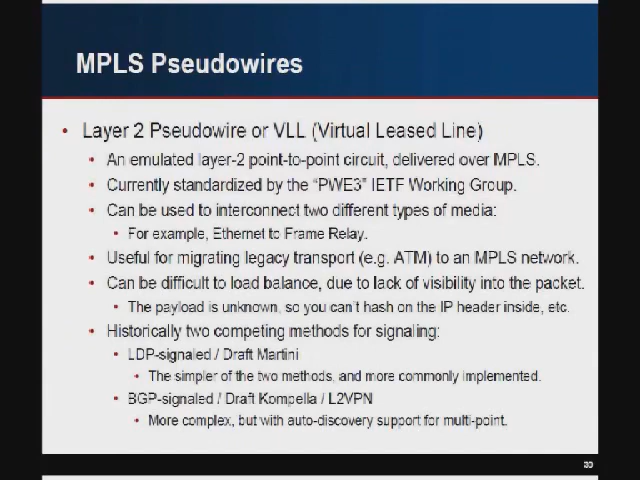 MPLS Pseudowires
• Layer 2 Pseudowire or VLL (Virtual Leased Line)
• An emulated layer-2 point-to-point circuit, delivered over MPLS.
• Currently standardized by the “PWE3” IETF Working Group.
• Can be used to interconnect two different types of media:
• For example, Ethernet to Frame Relay.
• Useful for migrating legacy transport (e.g. ATM) to an MPLS network.
• Can be difficult to load balance, due to lack of visibility into the packet.
• The payload is unknown, so you can’t hash on the IP header inside, etc.
• Historically two competing methods for signaling:
• LDP-signaled / Draft Martini
• The simpler of the two methods, and more commonly implemented.
• BGP-signaled / Draft Kompella / L2VPN
• More complex, but with auto-discovery support for multi-point.
30